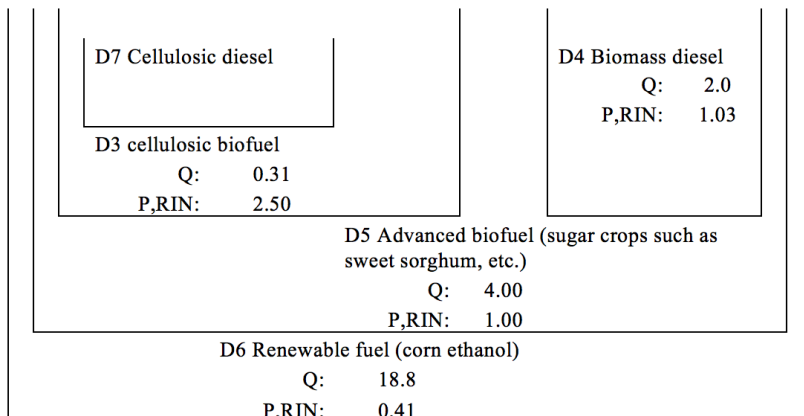 D7 Cellulosic diesel
D4 Biomass diesel
Q: 2.0
P,RIN: 1.03
D3 cellulosic biofuel
Q: 0.31
P,RIN: 2.50
D5 Advanced biofuel (sugar crops such as
sweet sorghum, etc.)
Q: 4.00
P,RIN: 1.00
D6 Renewable fuel (corn ethanol)
Q: 18.8
P,RIN: 0.41